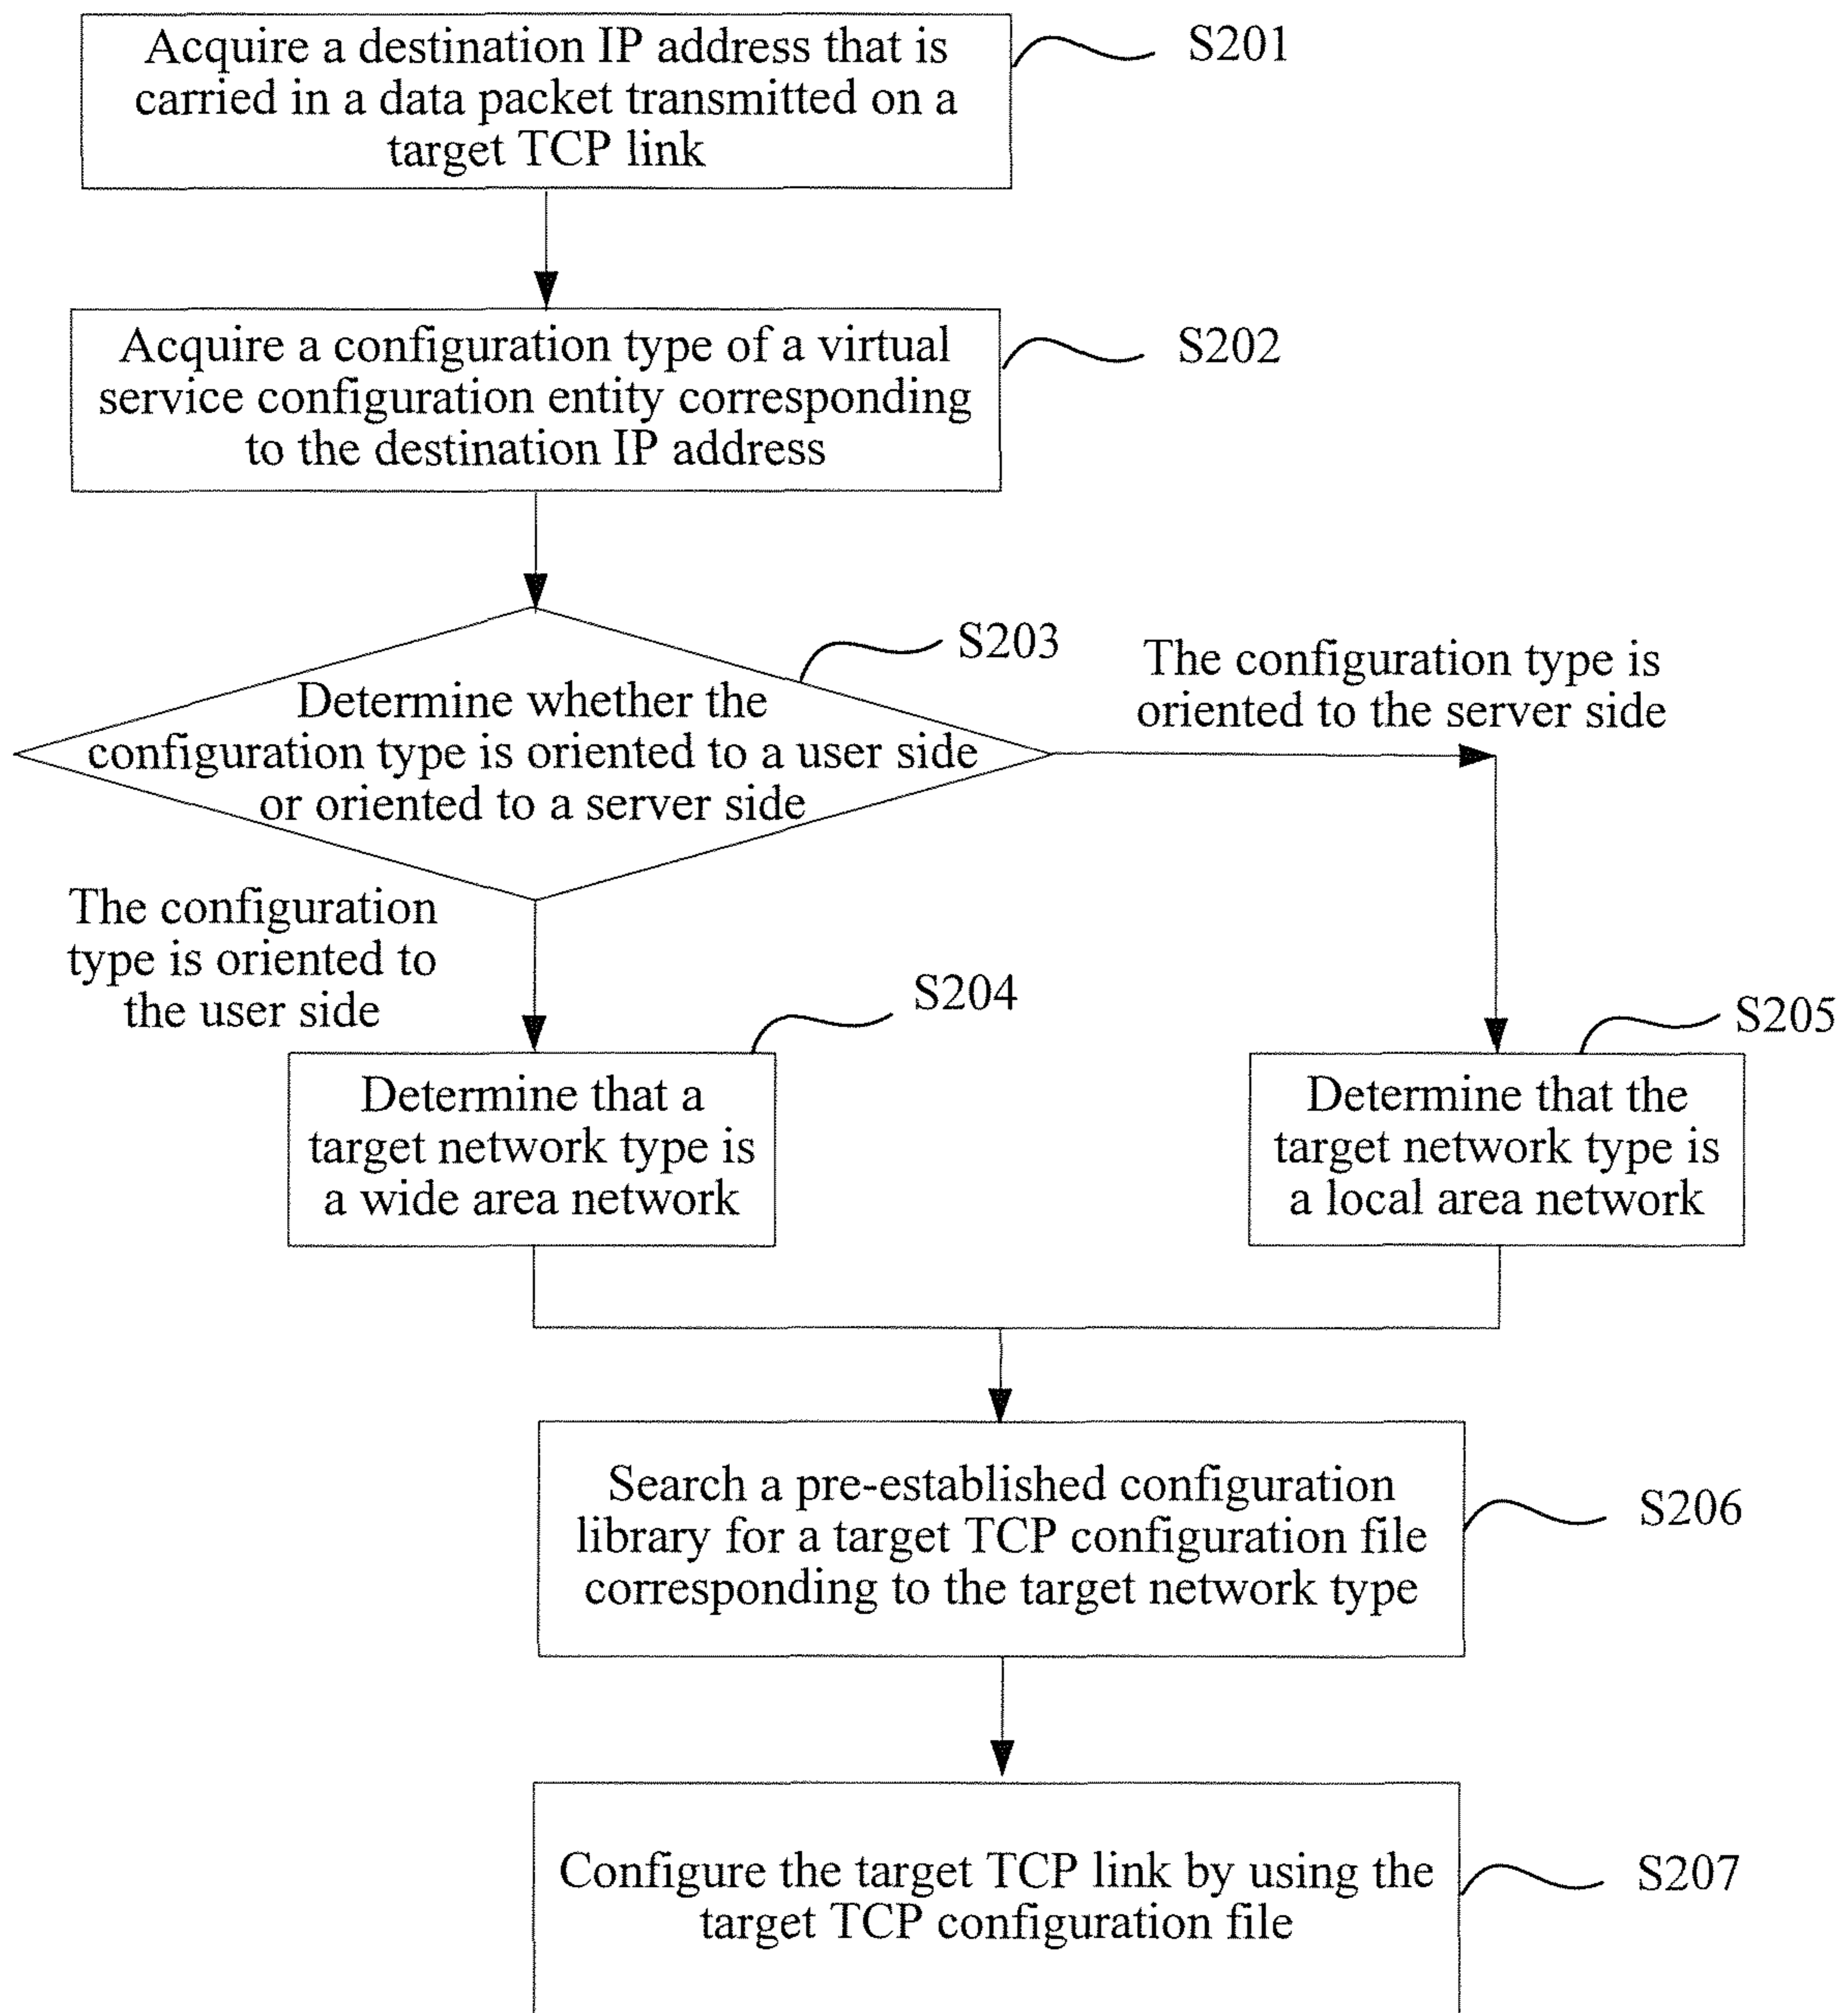 Acquire a destination IP address that is
carried in a data packet transmitted on a
target TCP link
S201
Acquire a configuration type of a virtual
service configuration entity corresponding
to the destination IP address
S202
S203
Determine whether the
configuration type is oriented to a user side
or oriented to a server side
The configuration type is
oriented to the server side
The configuration
type is oriented to
the user side
S204
Determine that a
target network type is
a wide area network
S205
Determine that the
target network type is
a local area network
Search a pre-established configuration
library for a target TCP configuration file
corresponding to the target network type
S206
Configure the target TCP link by using the
target TCP configuration file
S207